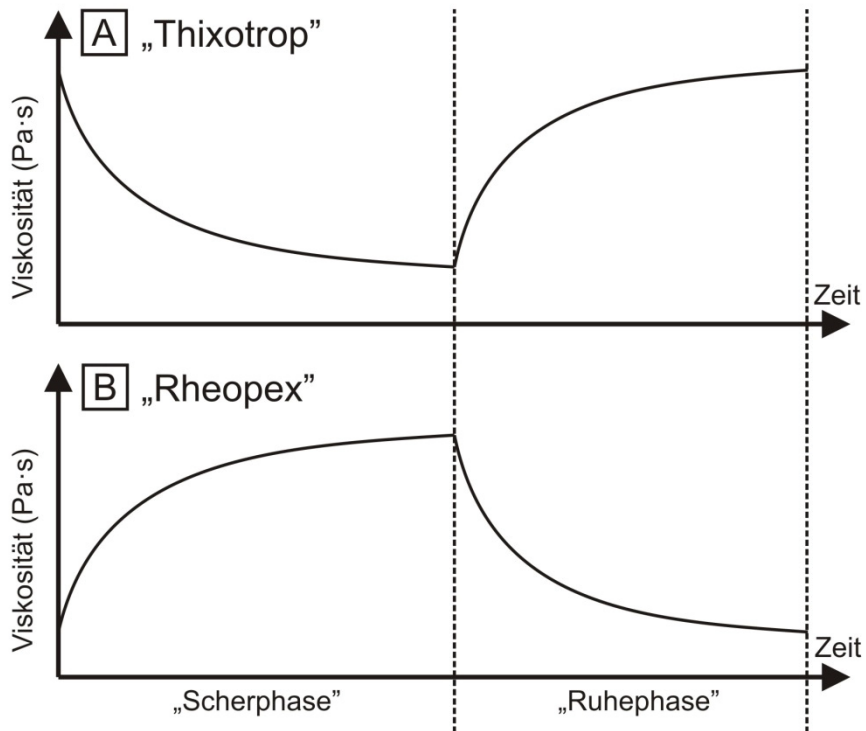 A „Thixotrop”
Viskosität (Pa·s)
Zeit
B „Rheopex”
Viskosität (Pa·s)
Zeit
„Scherphase” „Ruhephase”